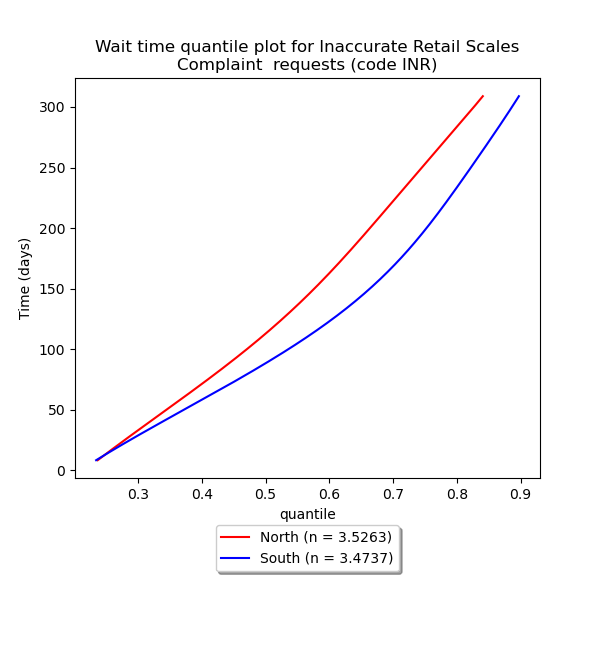 Wait time quantile plot for Inaccurate Retail Scales
Complaint  requests (code INR)
300
250
200
150
100
50
0
Time (days)
0.3 0.4 0.5 0.6 0.7 0.8 0.9
quantile
North (n = 3.5263)
South (n = 3.4737)